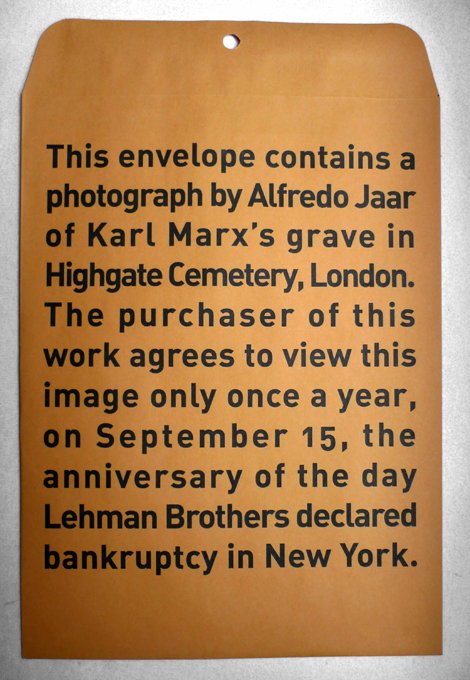 This envelope contains a
photograph by Alfredo Jaar
of Karl Marx's grave in
Highgate Cemetery, London.
The purchaser of this
work agrees to view this
image only once a year,
on September 15, the
anniversary of the day
Lehman Brothers declared
bankruptcy in New York.